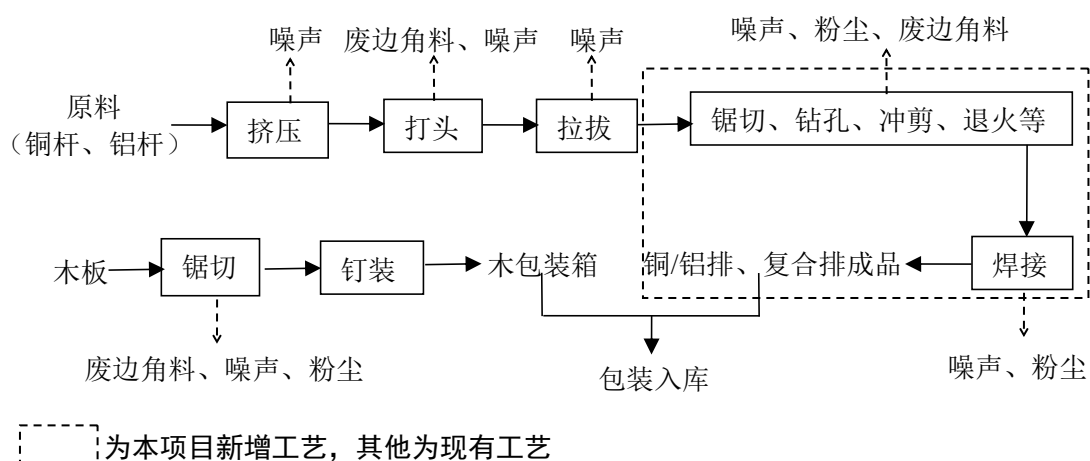 噪声
废边角料、噪声
噪声
噪声、粉尘、废边角料
原料
（铜杆、铝杆）
挤压
打头
拉拔
锯切、钻孔、冲剪、退火等
木板
锯切
钉装
木包装箱
铜/铝排、复合排成品
焊接
废边角料、噪声、粉尘
包装入库
噪声、粉尘
为本项目新增工艺，其他为现有工艺